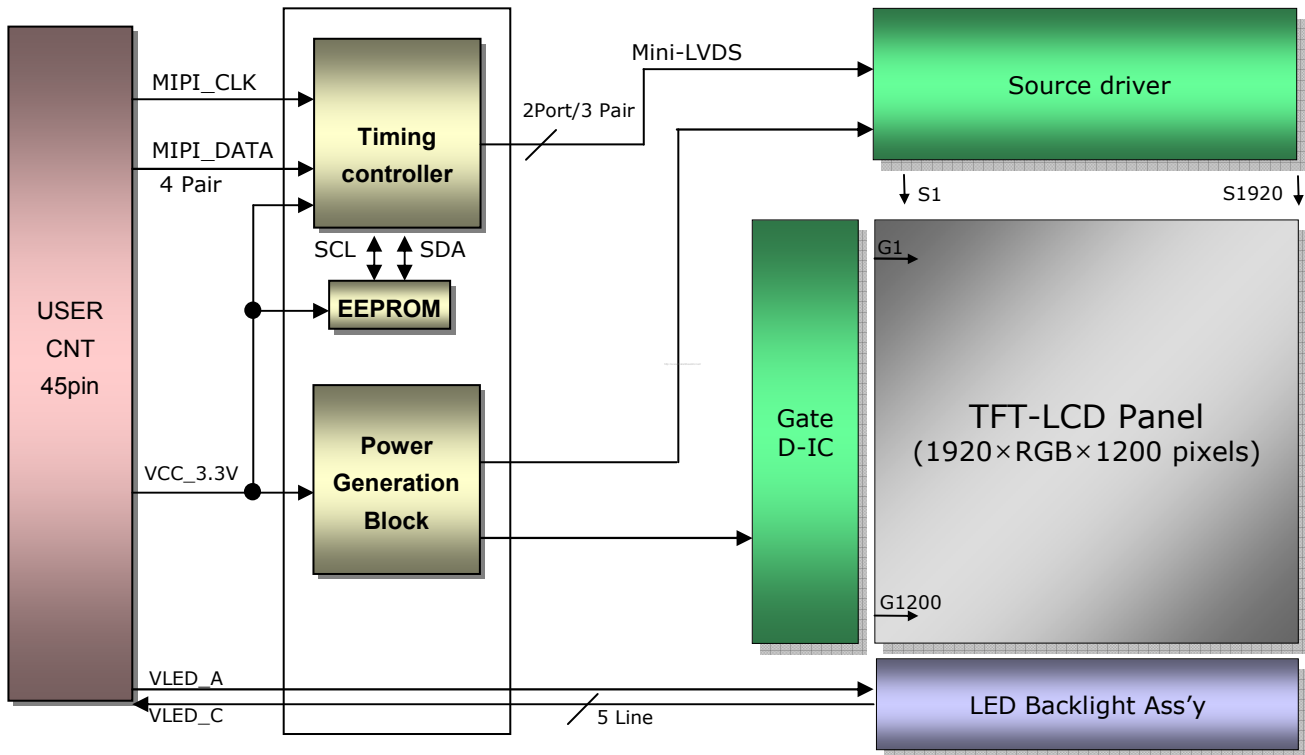 USER
CNT
45pin
MIPI_CLK
MIPI_DATA
4 Pair
VCC_3.3V
VLED_A
VLED_C
Timing
controller
SCL
SDA
EEPROM
Power
Generation
Block
2Port/3 Pair
Mini-LVDS
Source driver
S1
S1920
Gate
D-IC
G1
G1200
TFT-LCD Panel
(1920×RGB×1200 pixels)
5 Line
LED Backlight Ass'y